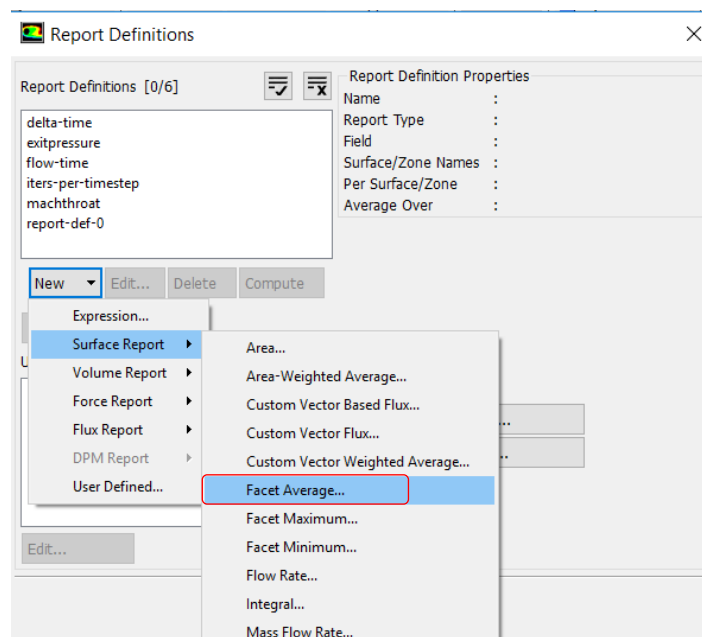 Report Definitions
Report Definitions [0/6]
delta-time
exitpressure
flow-time
iters-per-timestep
machthroat
report-def-0
Report Definition Properties
Name :
Report Type :
Field :
Surface/Zone Names :
Per Surface/Zone :
Average Over :
New Edit... Delete Compute
Expression...
Surface Report
Volume Report
Force Report
Flux Report
DPM Report
User Defined...
U
Area...
Area-Weighted Average...
Custom Vector Based Flux...
Custom Vector Flux...
Custom Vector Weighted Average...
Facet Average...
Facet Maximum...
Facet Minimum...
Flow Rate...
Integral...
Mass Flow Rate...
...
..
Edit...